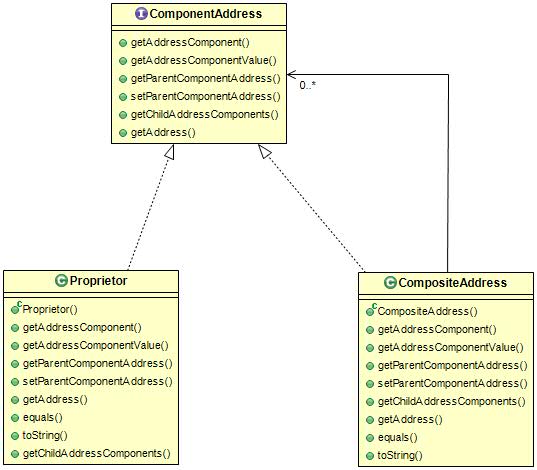 I ComponentAddress
getAddressComponent()
getAddressComponentValue()
getParentComponentAddress()
setParentComponentAddress()
getChildAddressComponents()
getAddress()
0..*
C Proprietor
c Proprietor()
getAddressComponent()
getAddressComponentValue()
getParentComponentAddress()
setParentComponentAddress()
getAddress()
equals()
toString()
getChildAddressComponents()
C CompositeAddress
c CompositeAddress()
getAddressComponent()
getAddressComponentValue()
getParentComponentAddress()
setParentComponentAddress()
getChildAddressComponents()
getAddress()
equals()
toString()